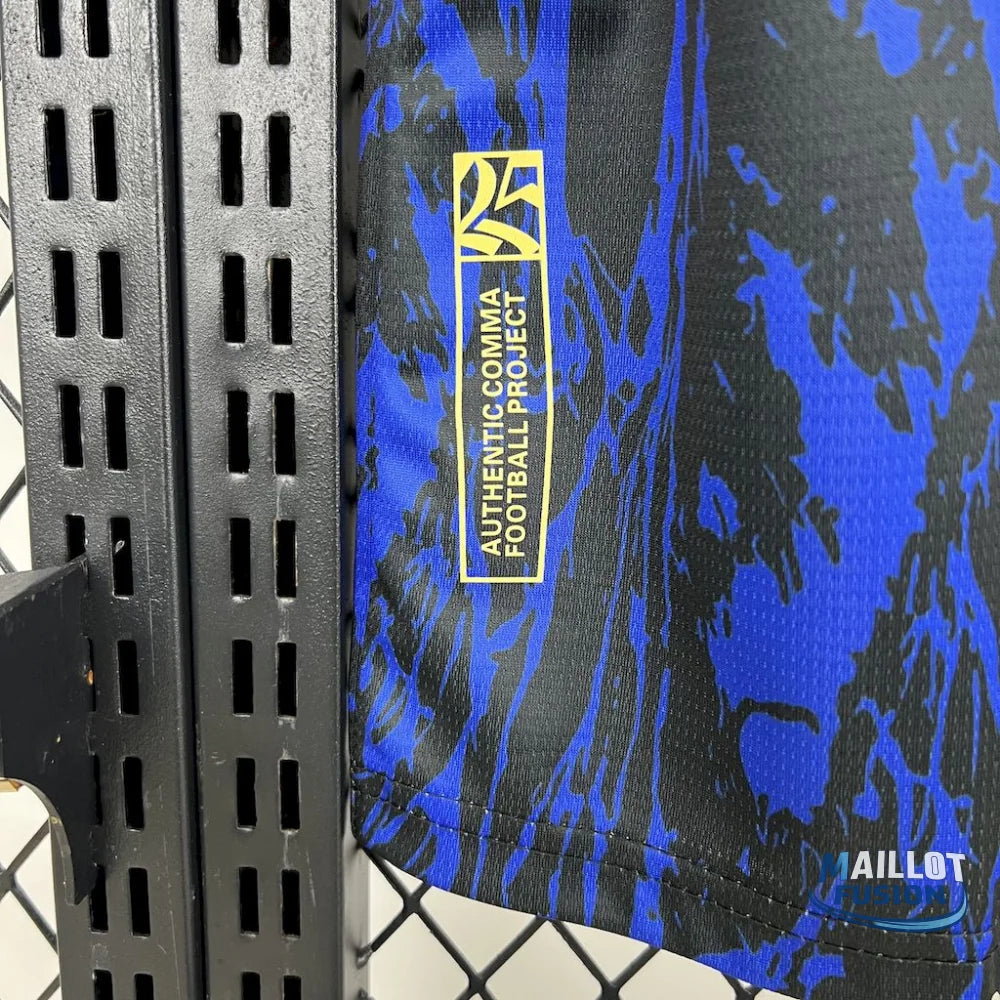 25
AUTHENTIC COMMA
FOOTBALL PROJECT
MAILLOT
FUSION